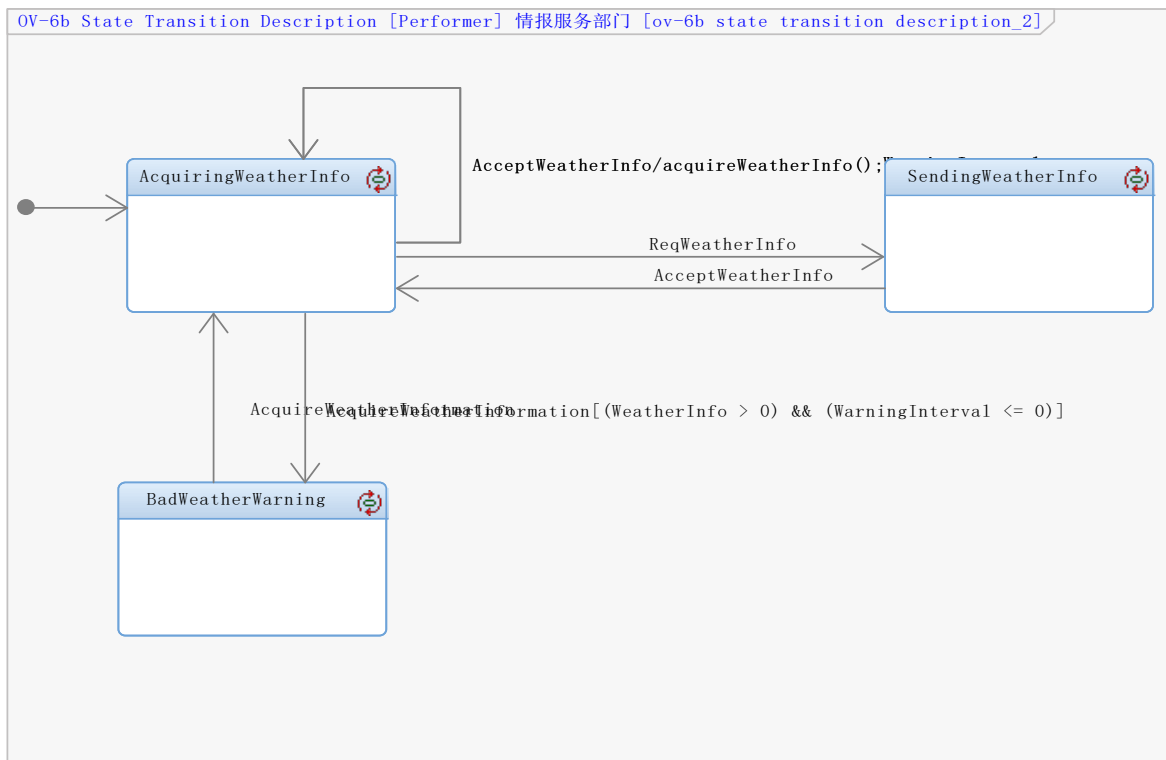 OV-6b State Transition Description [Performer] 情报服务部门 [ov-6b state transition description_2]
AcceptWeatherInfo/acquireWeatherInfo();
AcquiringWeatherInfo
SendingWeatherInfo
ReqWeatherInfo
AcceptWeatherInfo
AcquireWeatherInformation
AcquireWeatherInformation[(WeatherInfo > 0) && (WarningInterval <= 0)]
BadWeatherWarning